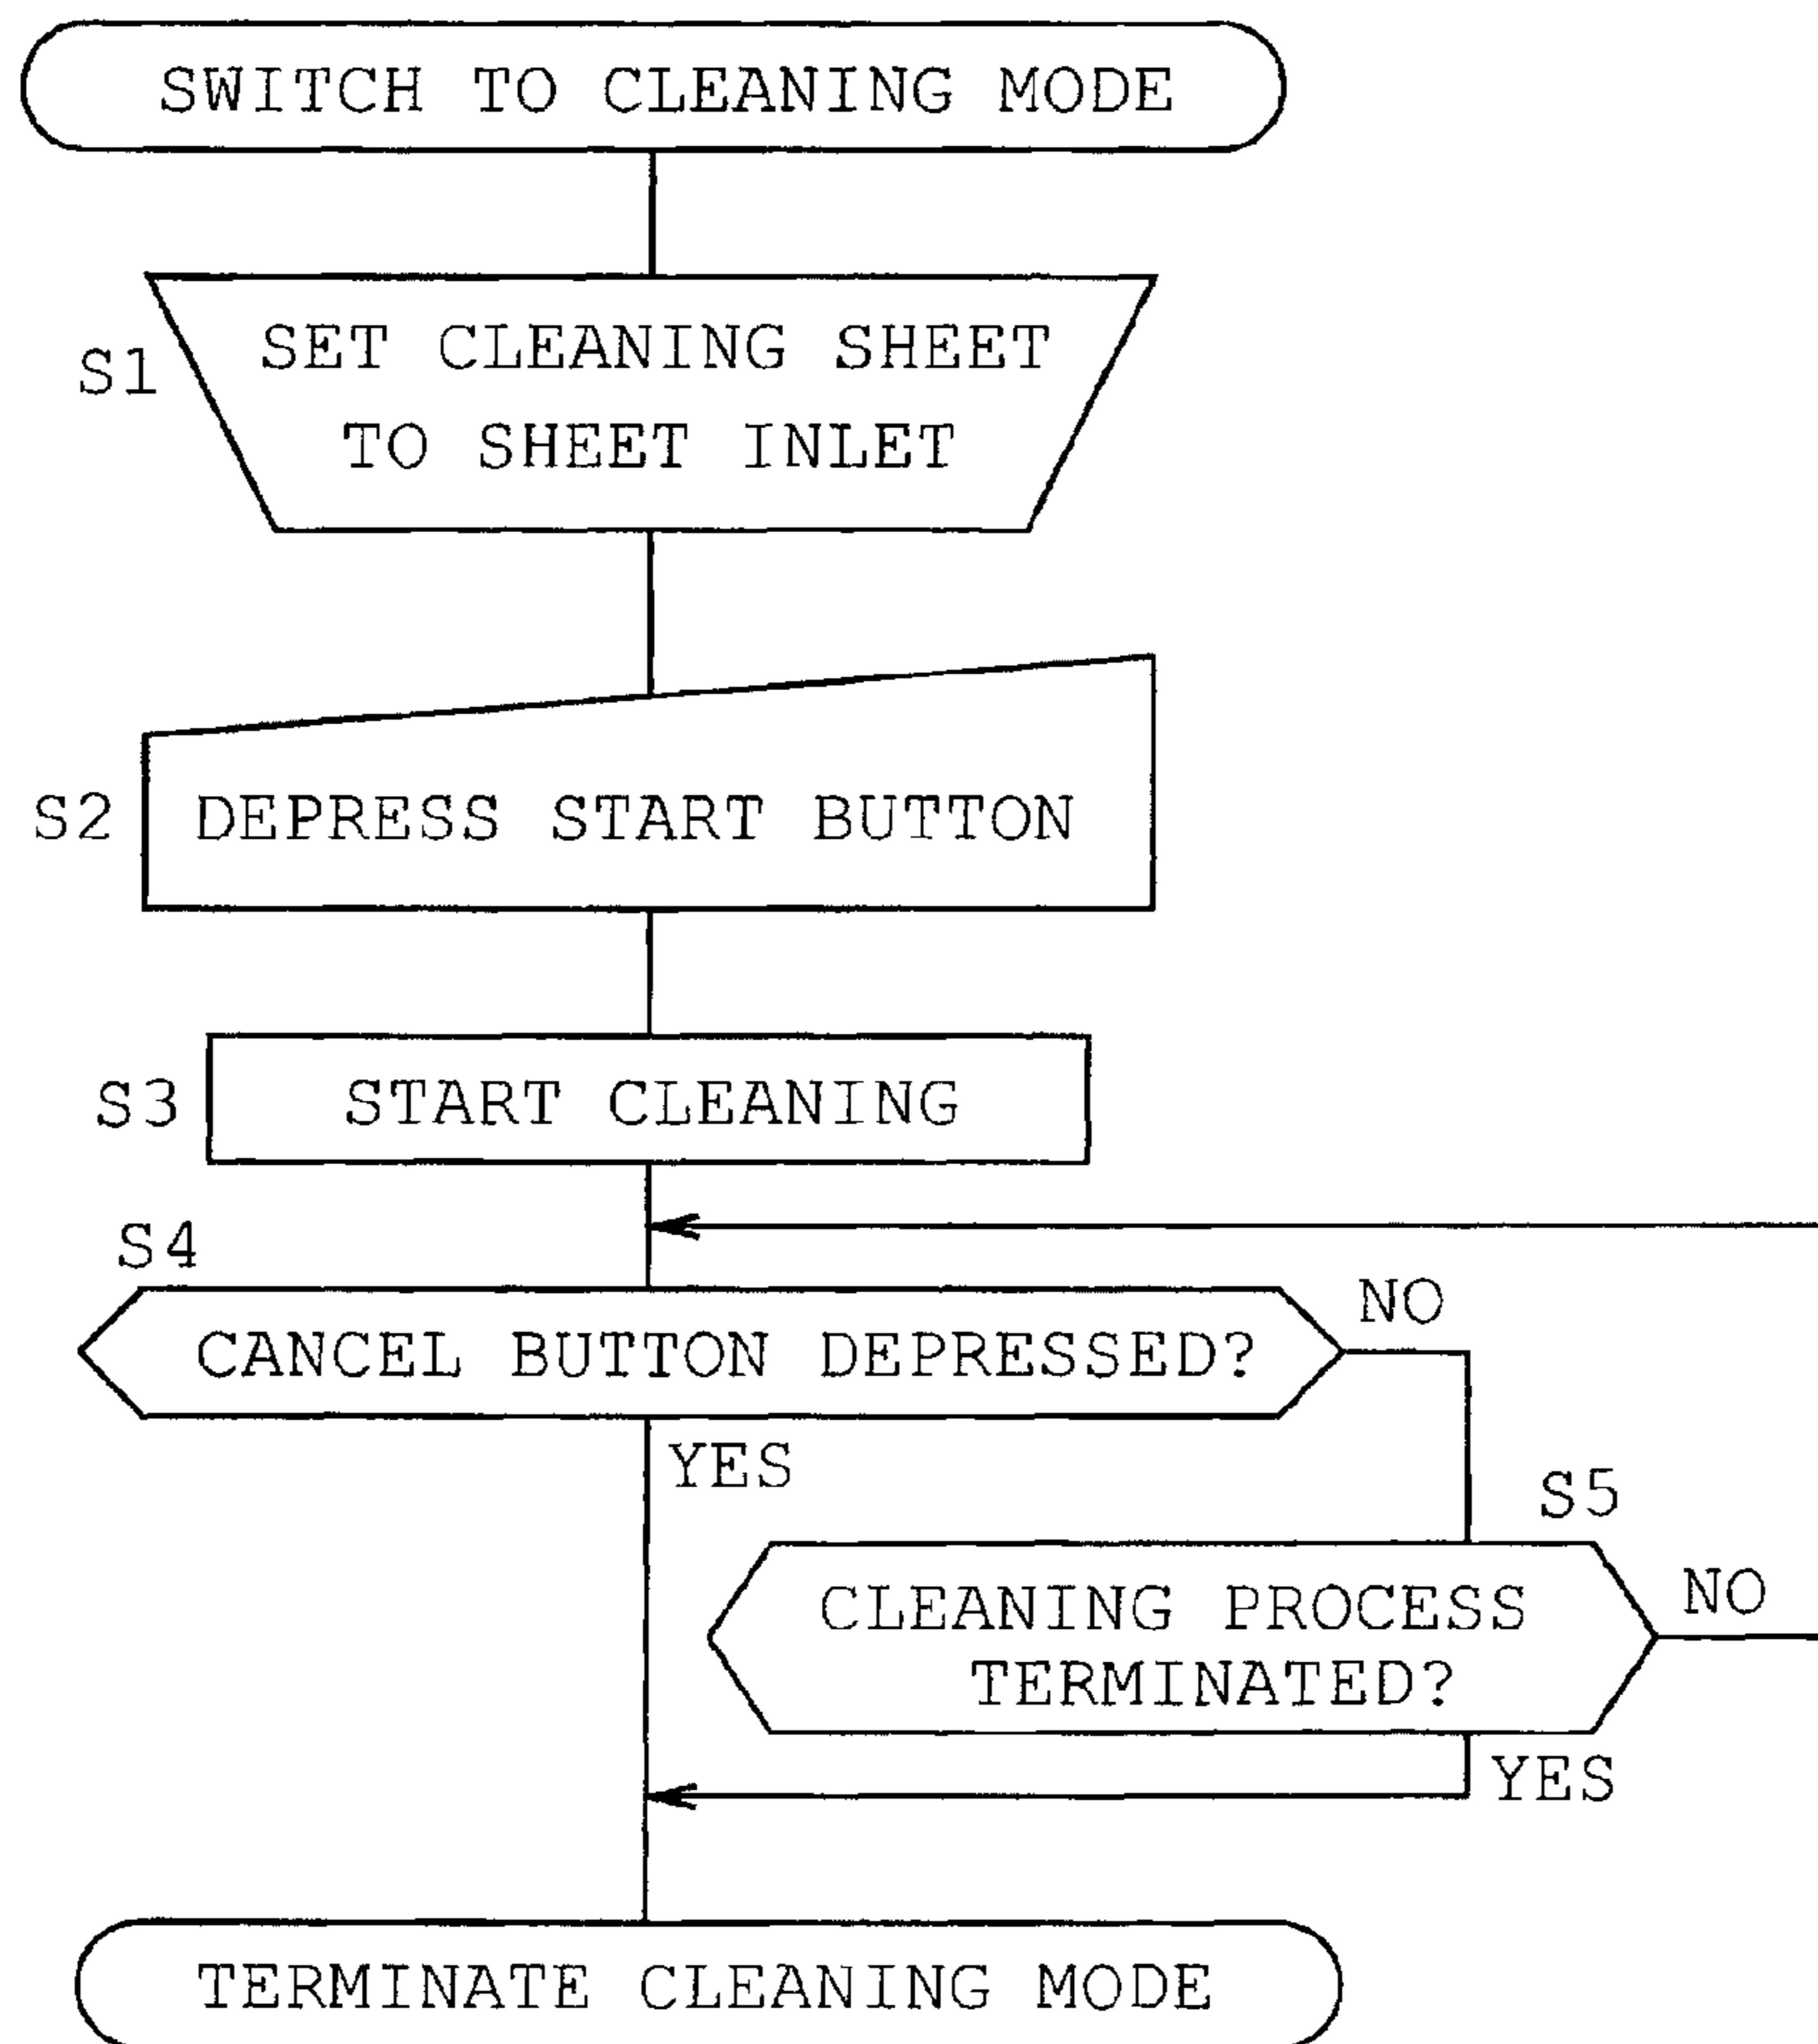 SWITCH TO CLEANING MODE
S1
SET CLEANING SHEET
TO SHEET INLET
S2
DEPRESS START BUTTON
S3
START CLEANING
S4
CANCEL BUTTON DEPRESSED?
NO
YES
S5
CLEANING PROCESS
TERMINATED?
NO
YES
TERMINATE CLEANING MODE